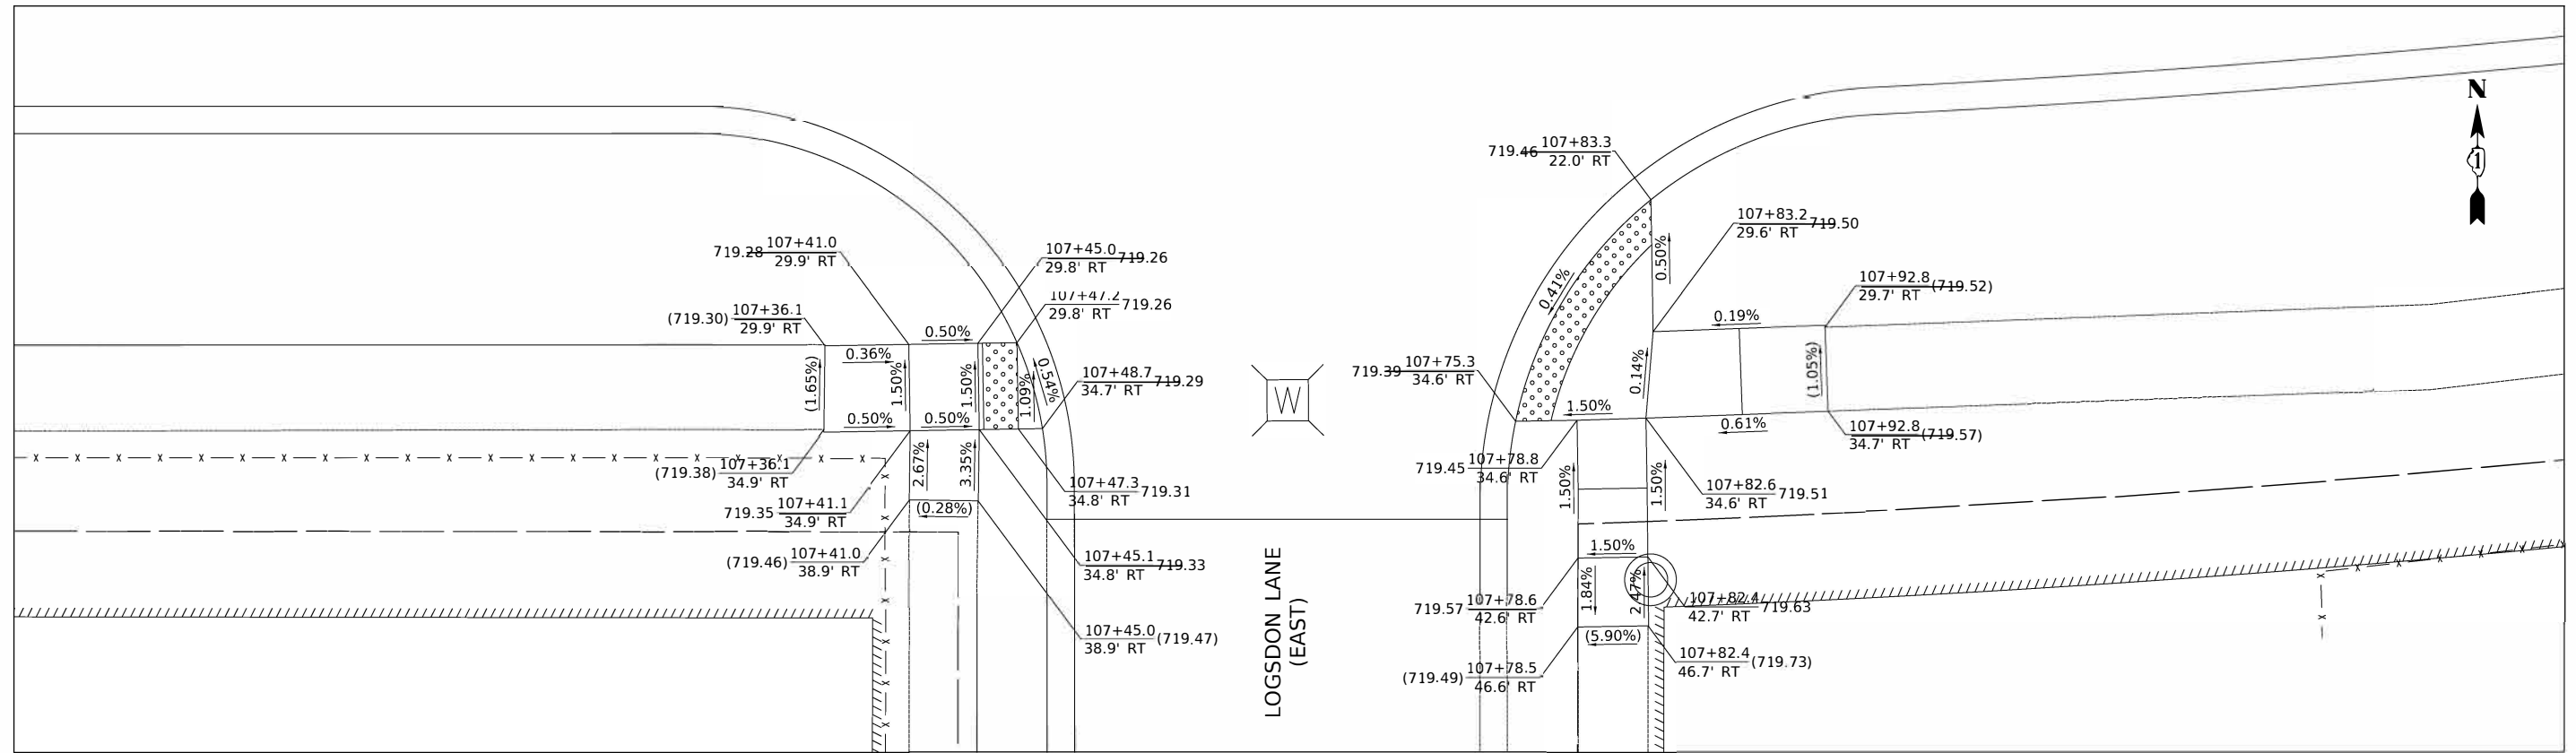 N
1
107+83.3
719.46
22.0' RT
107+83.2
719.50
29.6' RT
107+41.0
719.28
29.9' RT
107+45.0
719.26
29.8' RT
0.50%
107+92.8
(719.52)
29.7' RT
0.41%
107+47.2
719.26
29.8' RT
107+36.1
(719.30)
29.9' RT
0.50%
0.19%
0.36%
107+75.3
719.39
34.6' RT
107+48.7
719.29
34.7' RT
(1.65%)
1.50%
1.50%
1.09%
0.54%
W
0.14%
(1.05%)
0.50%
0.50%
1.50%
0.61%
107+92.8
(719.57)
34.7' RT
x x x x x x x x x x x x x x x x x x x x x
107+36.1
(719.38)
34.9' RT
2.67%
3.35%
107+78.8
719.45
34.6' RT
1.50%
1.50%
107+47.3
719.31
34.8' RT
107+82.6
719.51
34.6' RT
107+41.1
719.35
34.9' RT
(0.28%)
107+41.0
(719.46)
38.9' RT
107+45.1
719.33
34.8' RT
1.50%
1.84%
2.47%
107+78.6
719.57
42.6' RT
107+82.4
719.63
42.7' RT
107+45.0
(719.47)
38.9' RT
(5.90%)
107+82.4
(719.73)
46.7' RT
107+78.5
(719.49)
46.6' RT
LOGSDON LANE
(EAST)